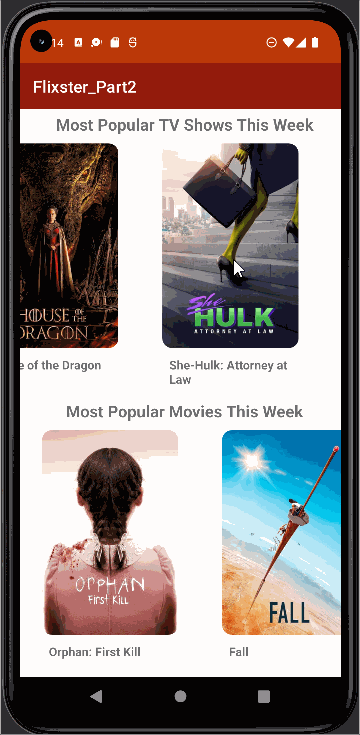 14
Flixster_Part2
Most Popular TV Shows This Week
HOUSE OF THE
DRAGON
She
HULK
ATTORNEY AT LAW
e of the Dragon
She-Hulk: Attorney at
Law
Most Popular Movies This Week
ORPHAN
First Kill
FALL
Orphan: First Kill
Fall